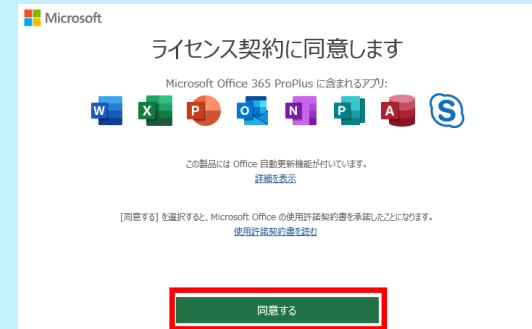 Microsoft
ライセンス契約に同意します
Microsoft Office 365 ProPlus に含まれるアプリ:
W X P O N P A S
この製品には Office 自動更新機能が付いています。
詳細を表示
[同意する] を選択すると、Microsoft Office の使用許諾契約書を承諾したことになります。
使用許諾契約書を読む
同意する